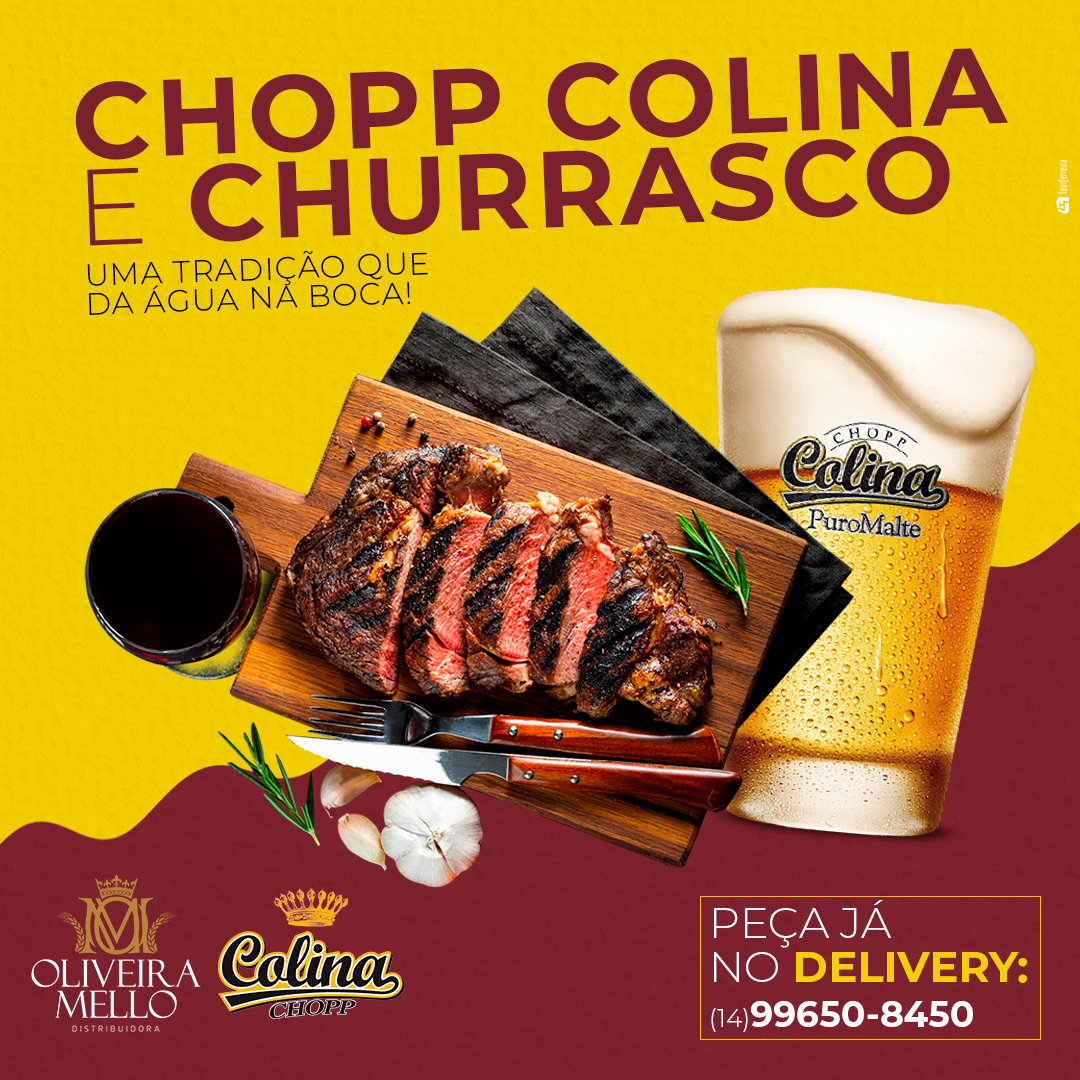 CHOPP COLINA
E CHURRASCO
UMA TRADIÇÃO QUE
DA ÁGUA NA BOCA!
CHOPP
Colina
PuroMalte
OLIVEIRA
MELLO
DISTRIBUIDORA
Colina
CHOPP
PEÇA JÁ
NO DELIVERY:
(14)99650-8450